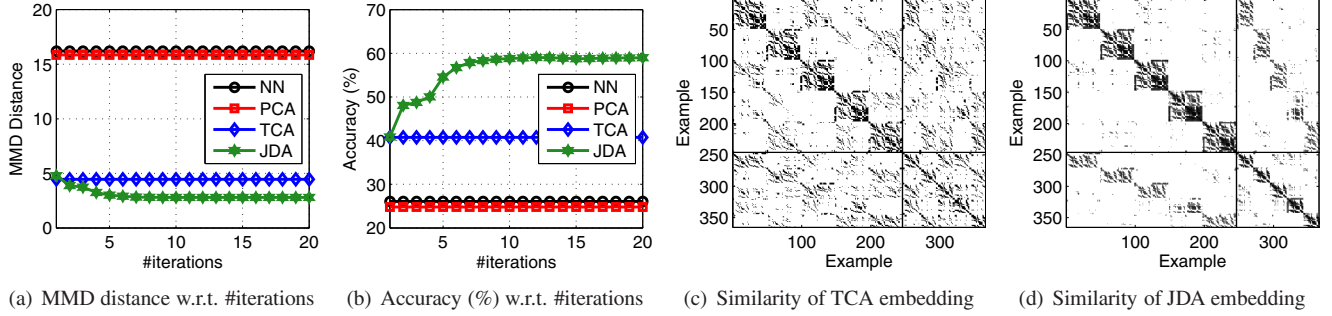 20
15
10
5
0
MMD Distance
NN
PCA
TCA
JDA
5 10 15 20
#iterations
(a) MMD distance w.r.t. #iterations
70
60
50
40
30
20
Accuracy (%)
NN
PCA
TCA
JDA
5 10 15 20
#iterations
(b) Accuracy (%) w.r.t. #iterations
50
100
150
200
250
300
350
Example
100 200 300
Example
(c) Similarity of TCA embedding
50
100
150
200
250
300
350
Example
100 200 300
Example
(d) Similarity of JDA embedding